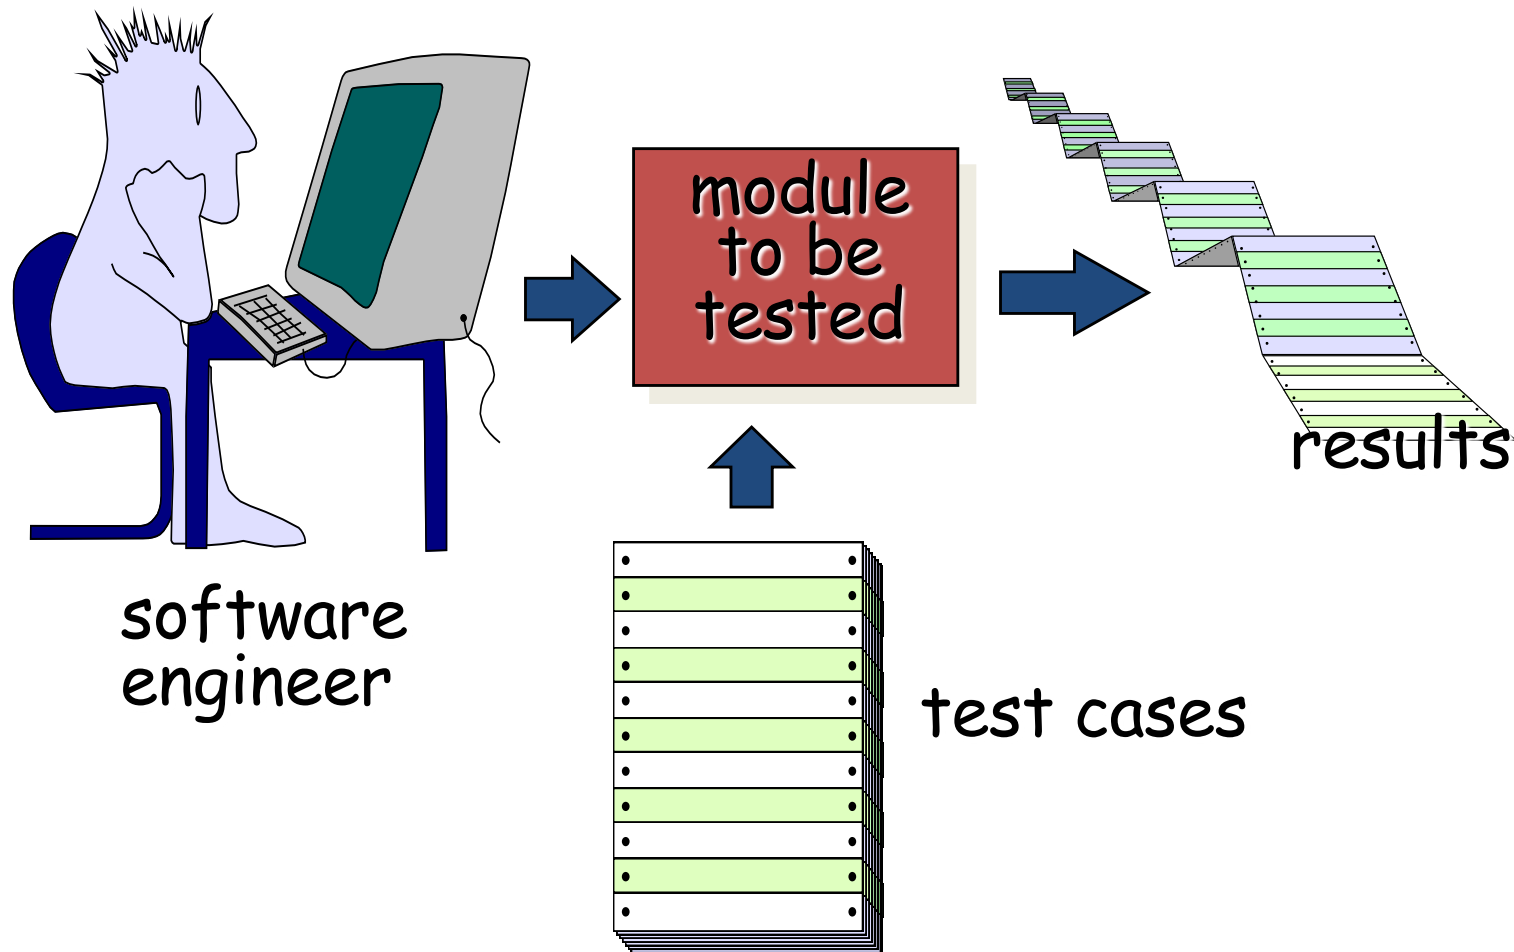 module
to be
tested
results
software
engineer
test cases